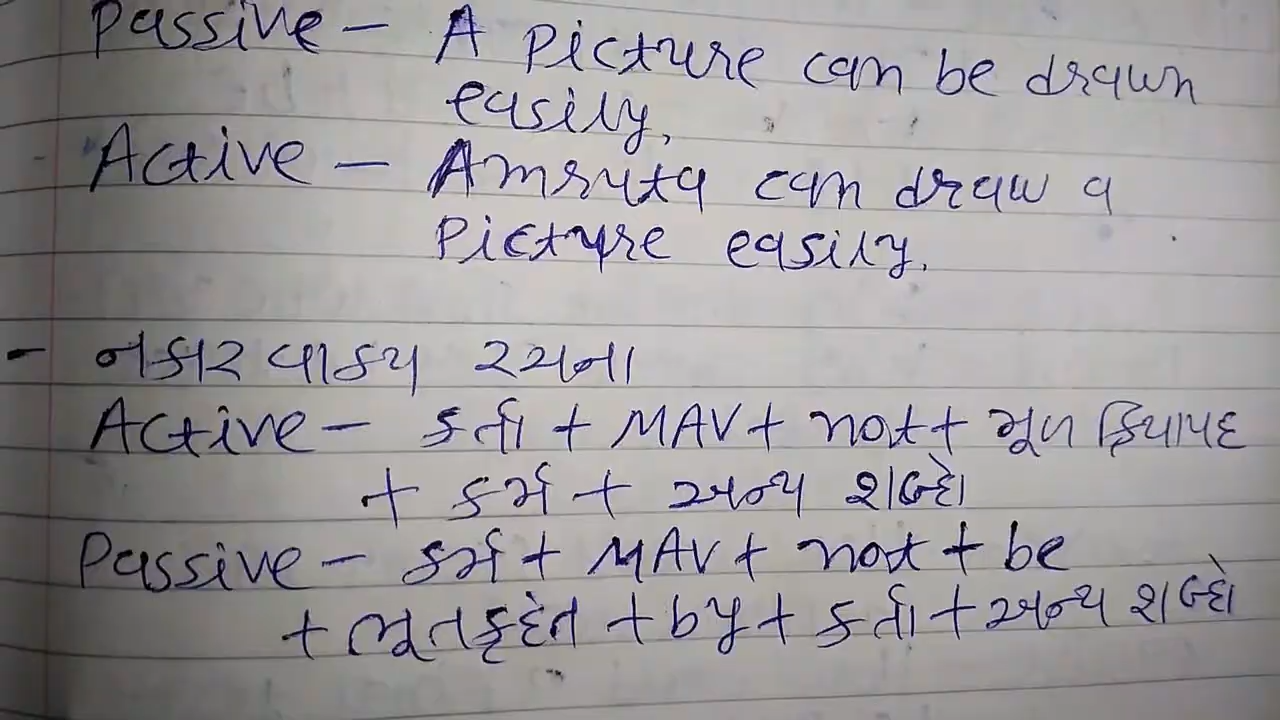 Passive - A Picture can be drawn
easily.
Active - Amruta can draw a
Picture easily.
- નકાર વાક્ય રચના
Active - કર્તા + MAV + not + મૂળ ક્રિયાપદ
+ કર્મ + અન્ય શબ્દો
Passive - કર્મ + MAV + not + be
+ ભૂતકૃદંત + by + કર્તા + અન્ય શબ્દો